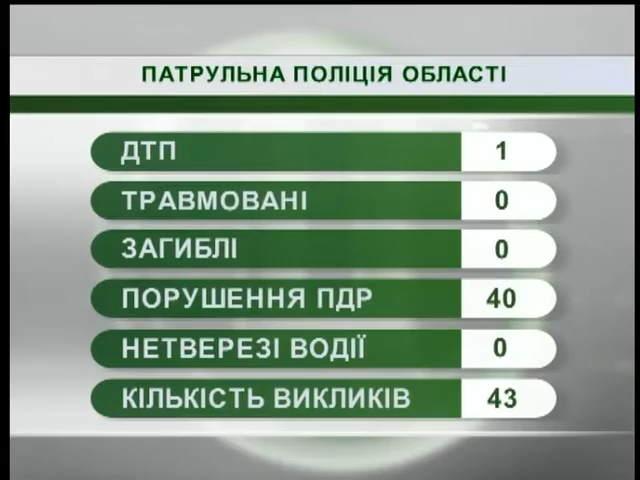 ПАТРУЛЬНА ПОЛІЦІЯ ОБЛАСТІ
ДТП 1
ТРАВМОВАНІ 0
ЗАГИБЛІ 0
ПОРУШЕННЯ ПДР 40
НЕТВЕРЕЗІ ВОДІЇ 0
КІЛЬКІСТЬ ВИКЛИКІВ 43